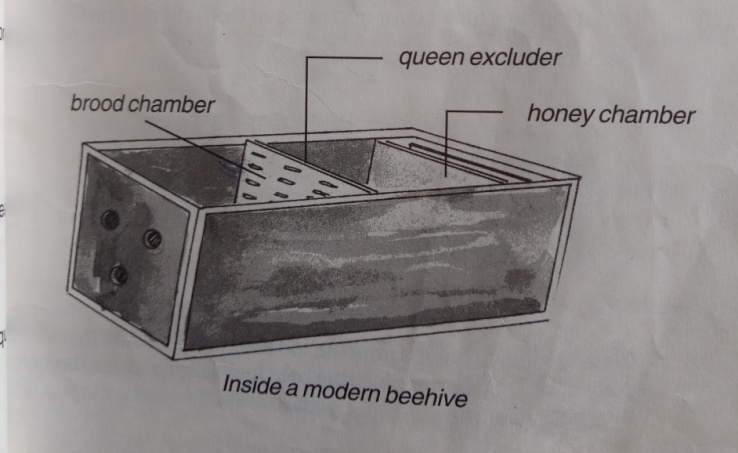 queen excluder
brood chamber
honey chamber
Inside a modern beehive